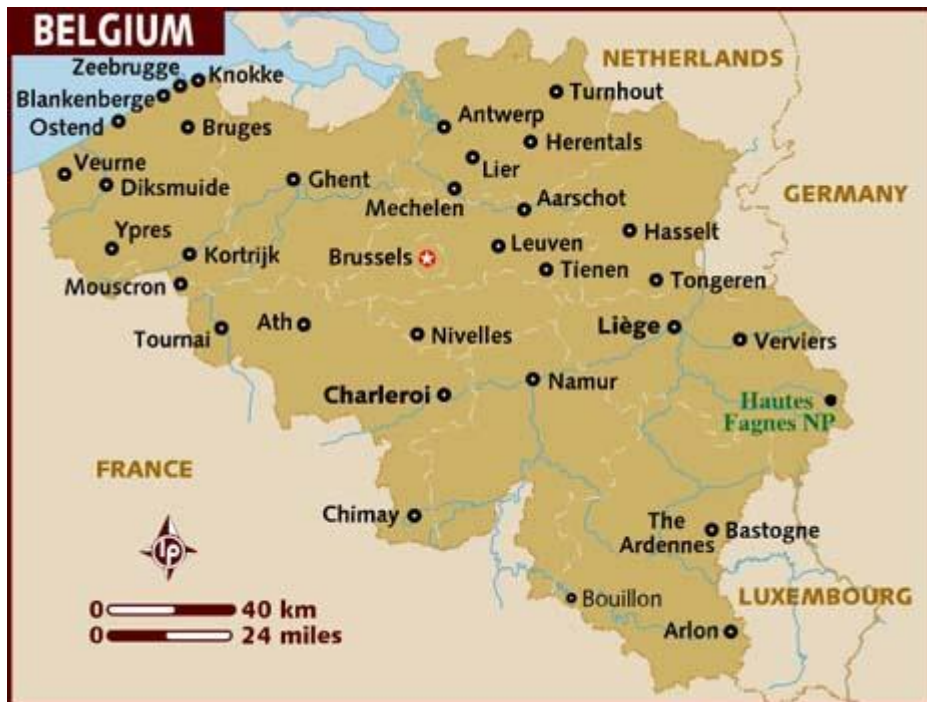 BELGIUM
NETHERLANDS
Zeebrugge
Knokke
Blankenberge
Turnhout
Ostend
Bruges
Antwerp
Herentals
Veurne
Lier
Diksmuide
Ghent
GERMANY
Mechelen
Aarschot
Ypres
Kortrijk
Brussels
Leuven
Hasselt
Tienen
Tongeren
Mouscron
Tournai
Ath
Nivelles
Liège
Verviers
Charleroi
Namur
Hautes
Fagnes NP
FRANCE
Chimay
The
Ardennes
Bastogne
LP
0 40 km
0 24 miles
Bouillon
LUXEMBOURG
Arlon